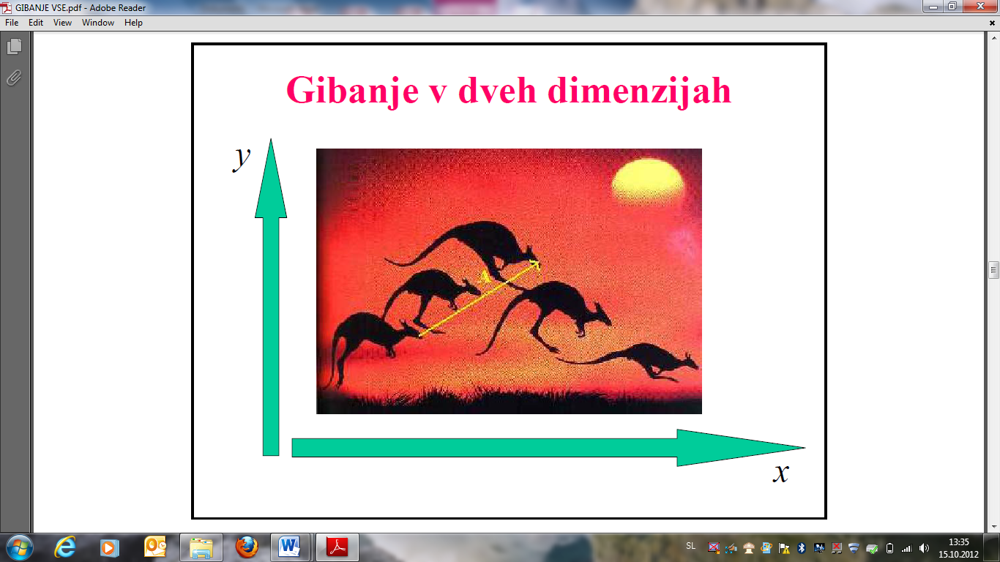 GIBANJE VSE.pdf - Adobe Reader
File Edit View Window Help
Gibanje v dveh dimenzijah
y
A
x
SL
13:35
15.10.2012